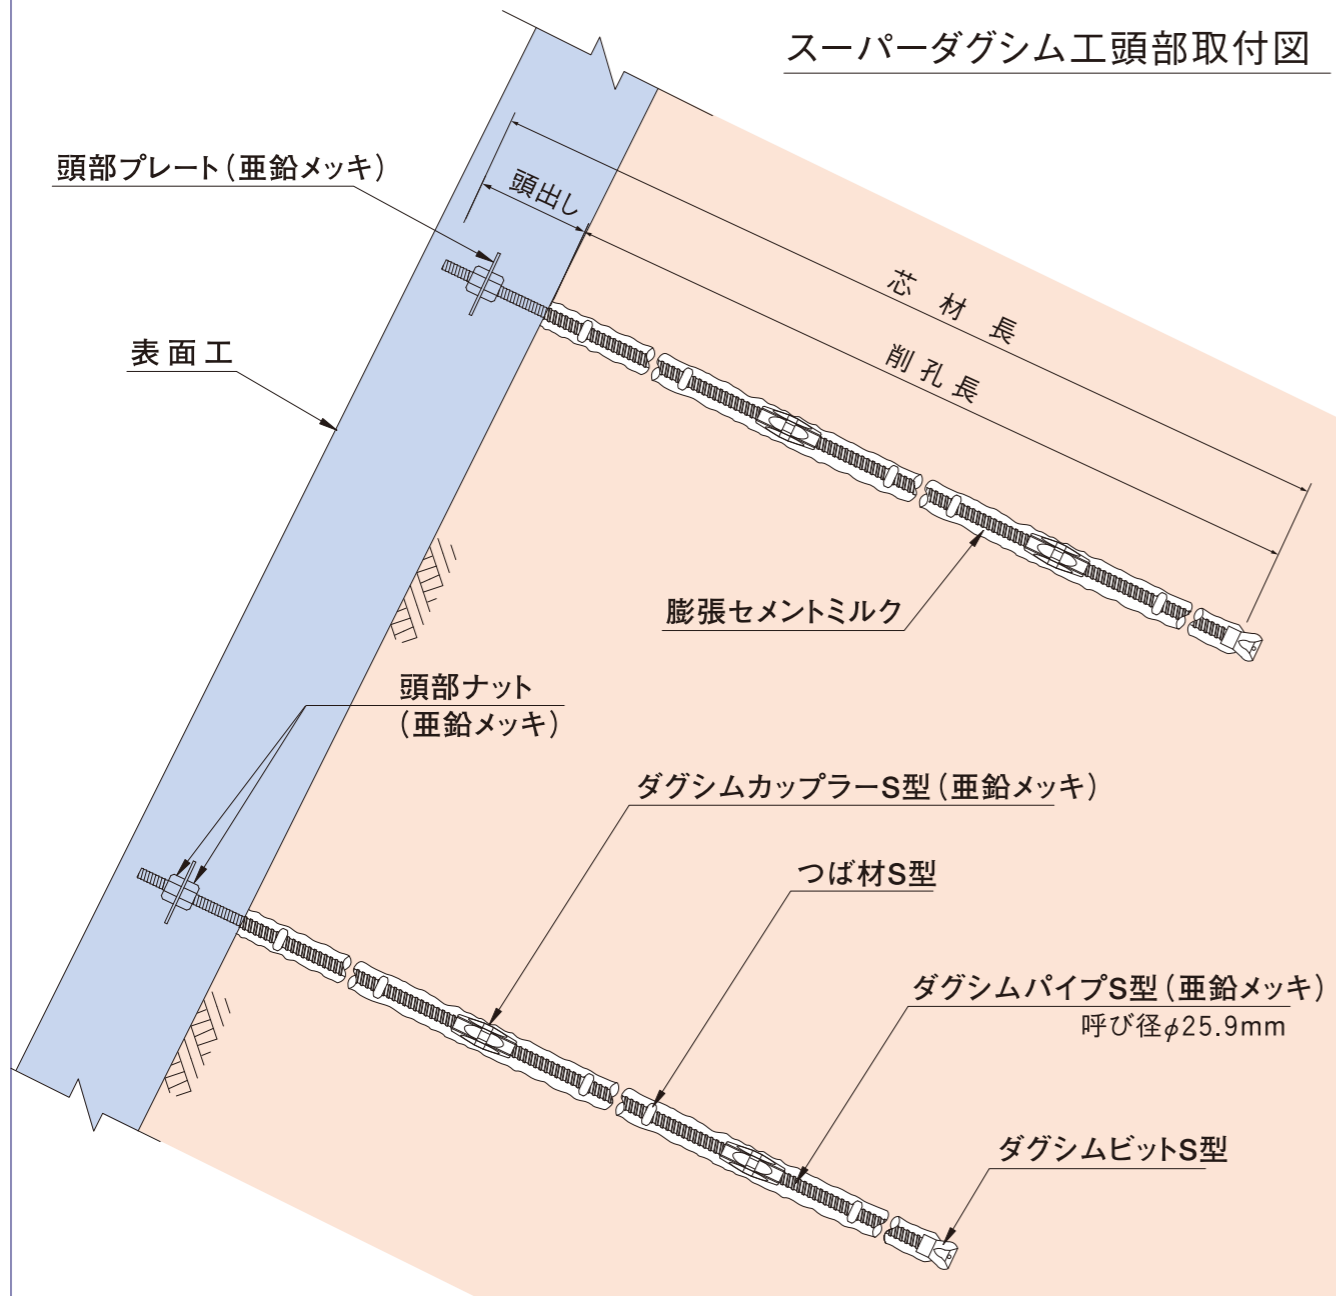 スーパーダグシム工頭部取付図
頭部プレート(亜鉛メッキ)
頭出し
芯材長
削孔長
表面工
膨張セメントミルク
頭部ナット
(亜鉛メッキ)
ダグシムカップラーS型(亜鉛メッキ)
つば材S型
ダグシムパイプS型(亜鉛メッキ)
呼び径φ25.9mm
ダグシムビットS型